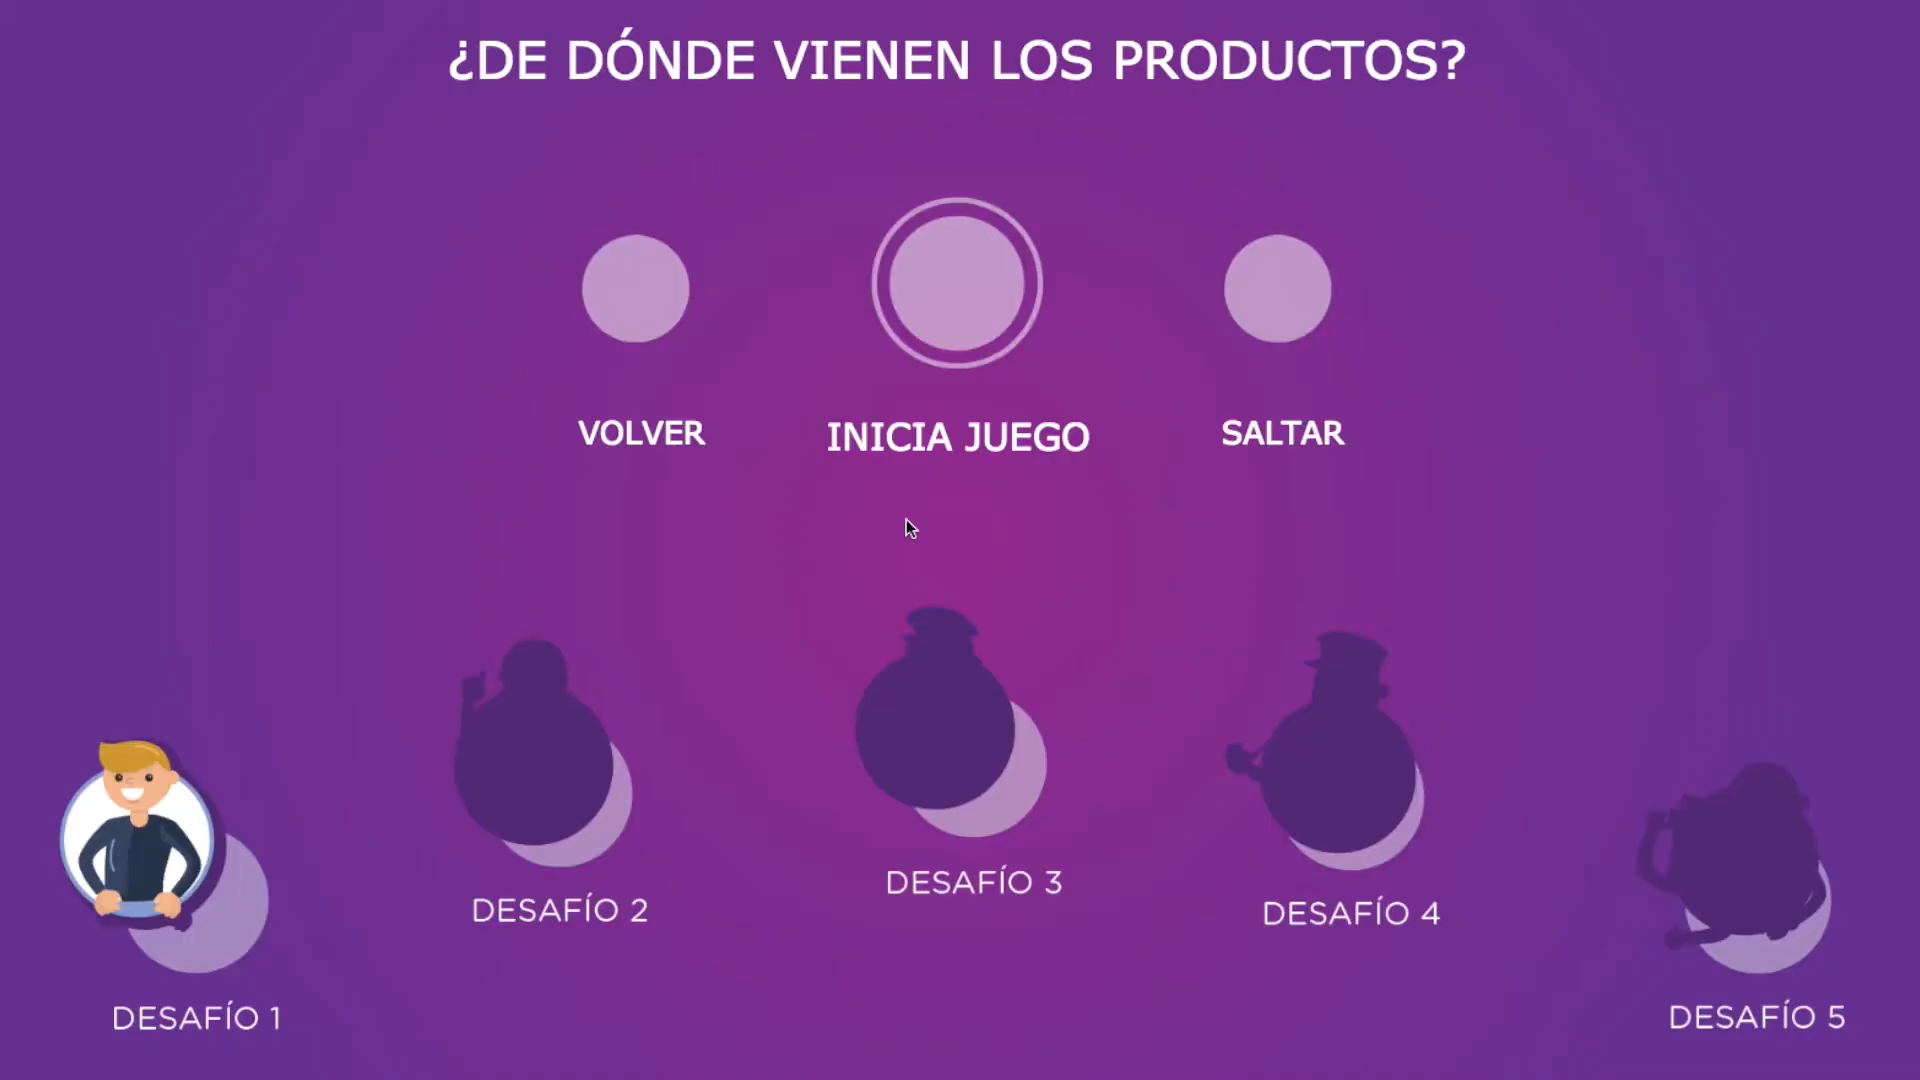 ¿DE DÓNDE VIENEN LOS PRODUCTOS?
VOLVER
INICIA JUEGO
SALTAR
DESAFÍO 1
DESAFÍO 2
DESAFÍO 3
DESAFÍO 4
DESAFÍO 5